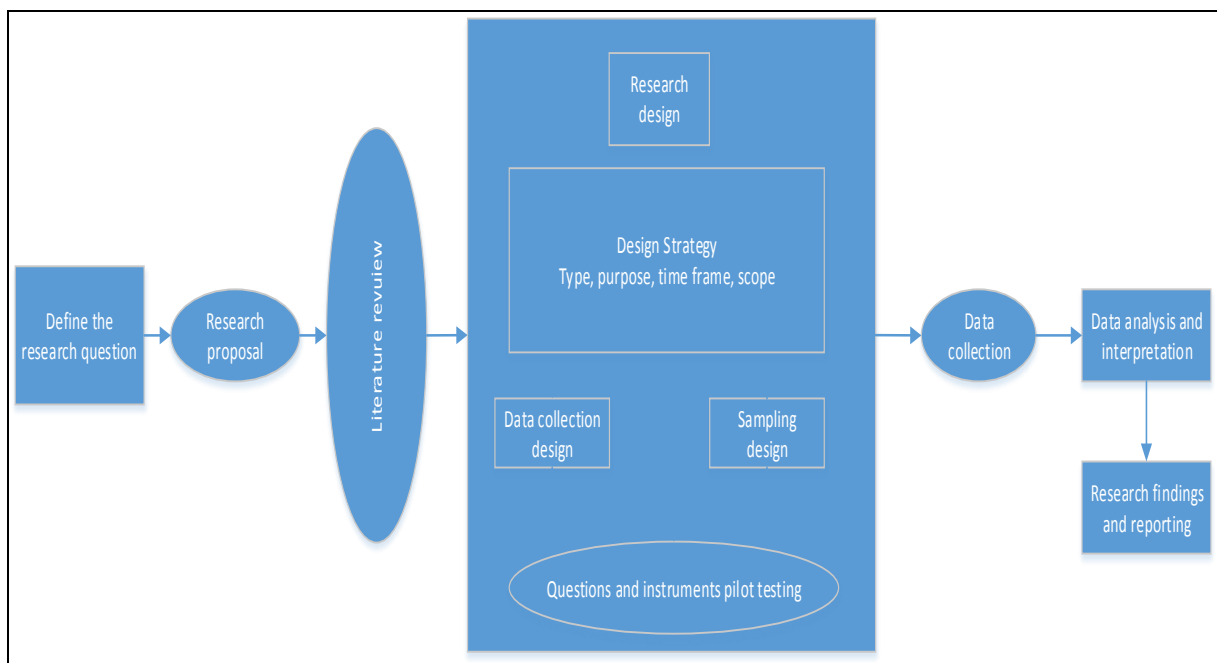 Define the
research question
Research
proposal
Literature revuiew
Research
design
Design Strategy
Type, purpose, time frame, scope
Data collection
design
Sampling
design
Questions and instruments pilot testing
Data
collection
Data analysis and
interpretation
Research findings
and reporting